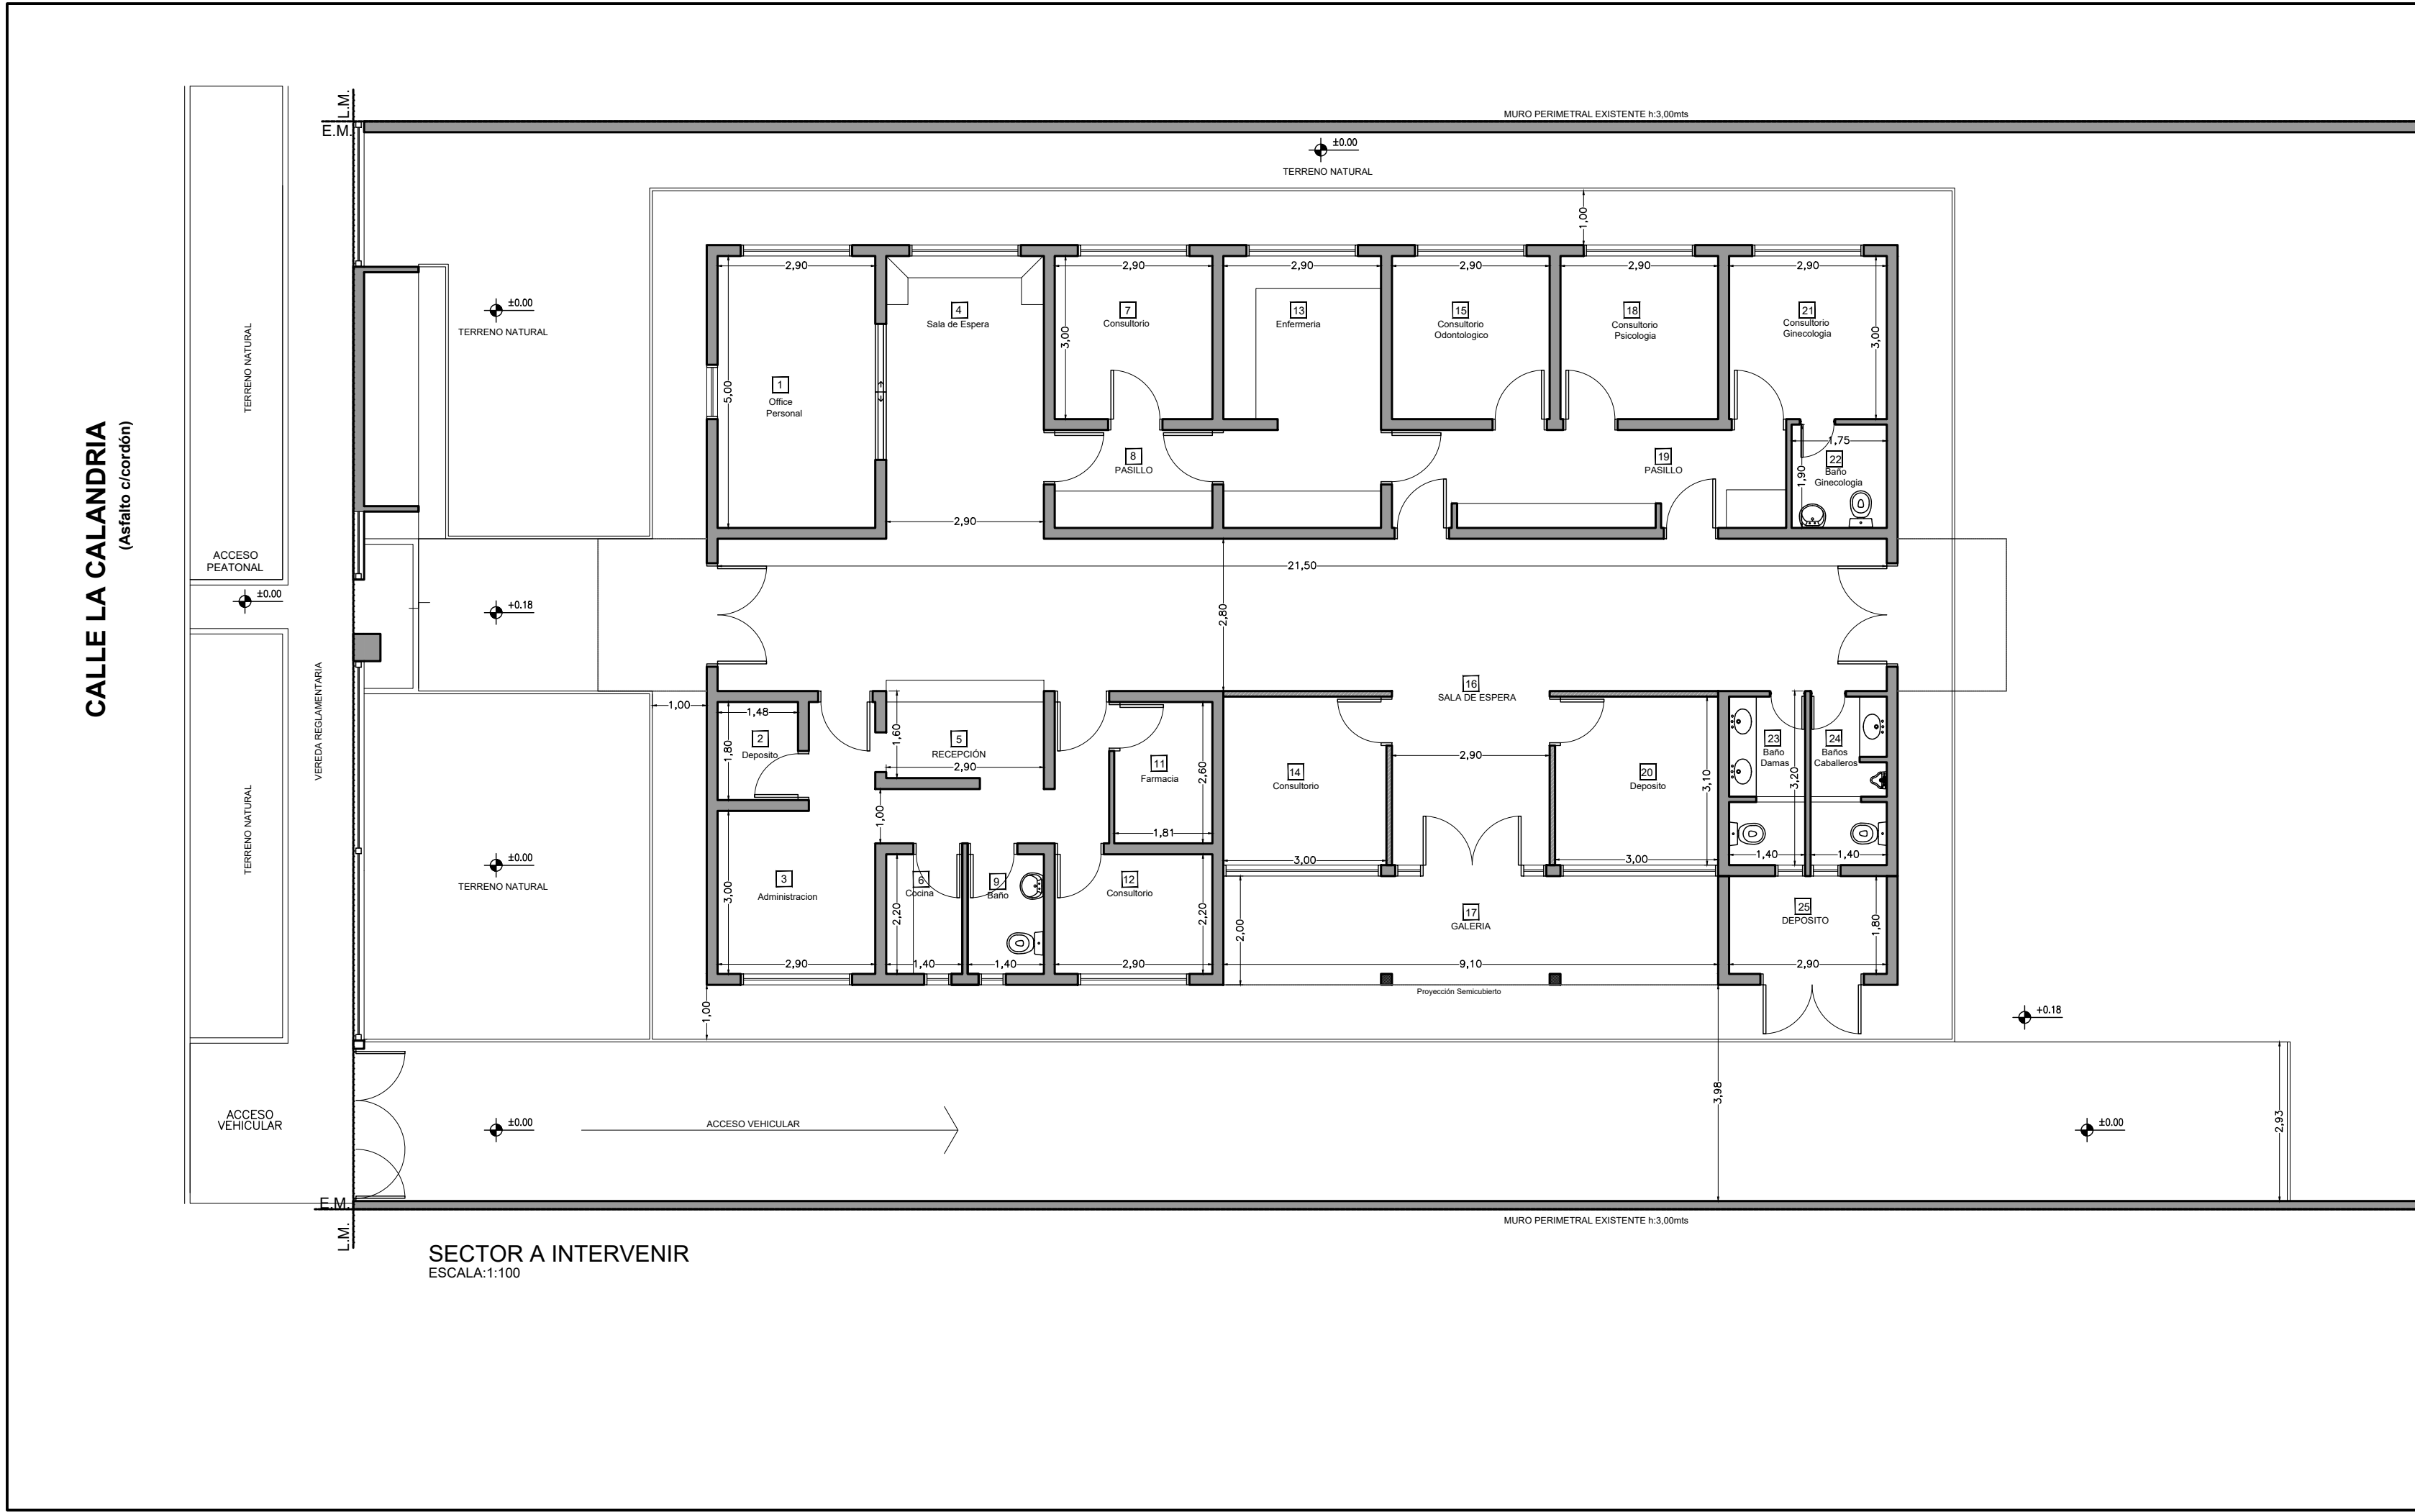 CALLE LA CALANDRIA
(Asfalto c/cordón)
L.M.
E.M.
MURO PERIMETRAL EXISTENTE h:3,00mts
±0.00
TERRENO NATURAL
1,00
TERRENO NATURAL
±0.00
TERRENO NATURAL
2,90
2,90
2,90
2,90
2,90
2,90
5,00
1
Office
Personal
4
Sala de Espera
2,90
3,00
7
Consultorio
13
Enfermeria
15
Consultorio
Odontologico
18
Consultorio
Psicologia
21
Consultorio
Ginecologia
3,00
8
PASILLO
19
PASILLO
1,75
1,90
22
Baño
Ginecologia
ACCESO
PEATONAL
±0.00
+0.18
21,50
2,80
VEREDA REGLAMENTARIA
1,00
1,48
1,80
2
Deposito
1,60
5
RECEPCIÓN
2,90
11
Farmacia
2,60
1,81
16
SALA DE ESPERA
2,90
14
Consultorio
3,00
20
Deposito
3,10
3,00
23
Baño
Damas
3,20
24
Baños
Caballeros
1,40
1,40
TERRENO NATURAL
±0.00
TERRENO NATURAL
1,00
3
Administracion
3,00
2,90
6
Cocina
2,20
1,40
9
Baño
1,40
12
Consultorio
2,20
2,90
2,00
17
GALERIA
9,10
Proyección Semicubierto
25
DEPOSITO
1,80
2,90
1,00
+0.18
ACCESO
VEHICULAR
±0.00
ACCESO VEHICULAR
3,98
±0.00
2,93
E.M.
L.M.
MURO PERIMETRAL EXISTENTE h:3,00mts
SECTOR A INTERVENIR
ESCALA:1:100